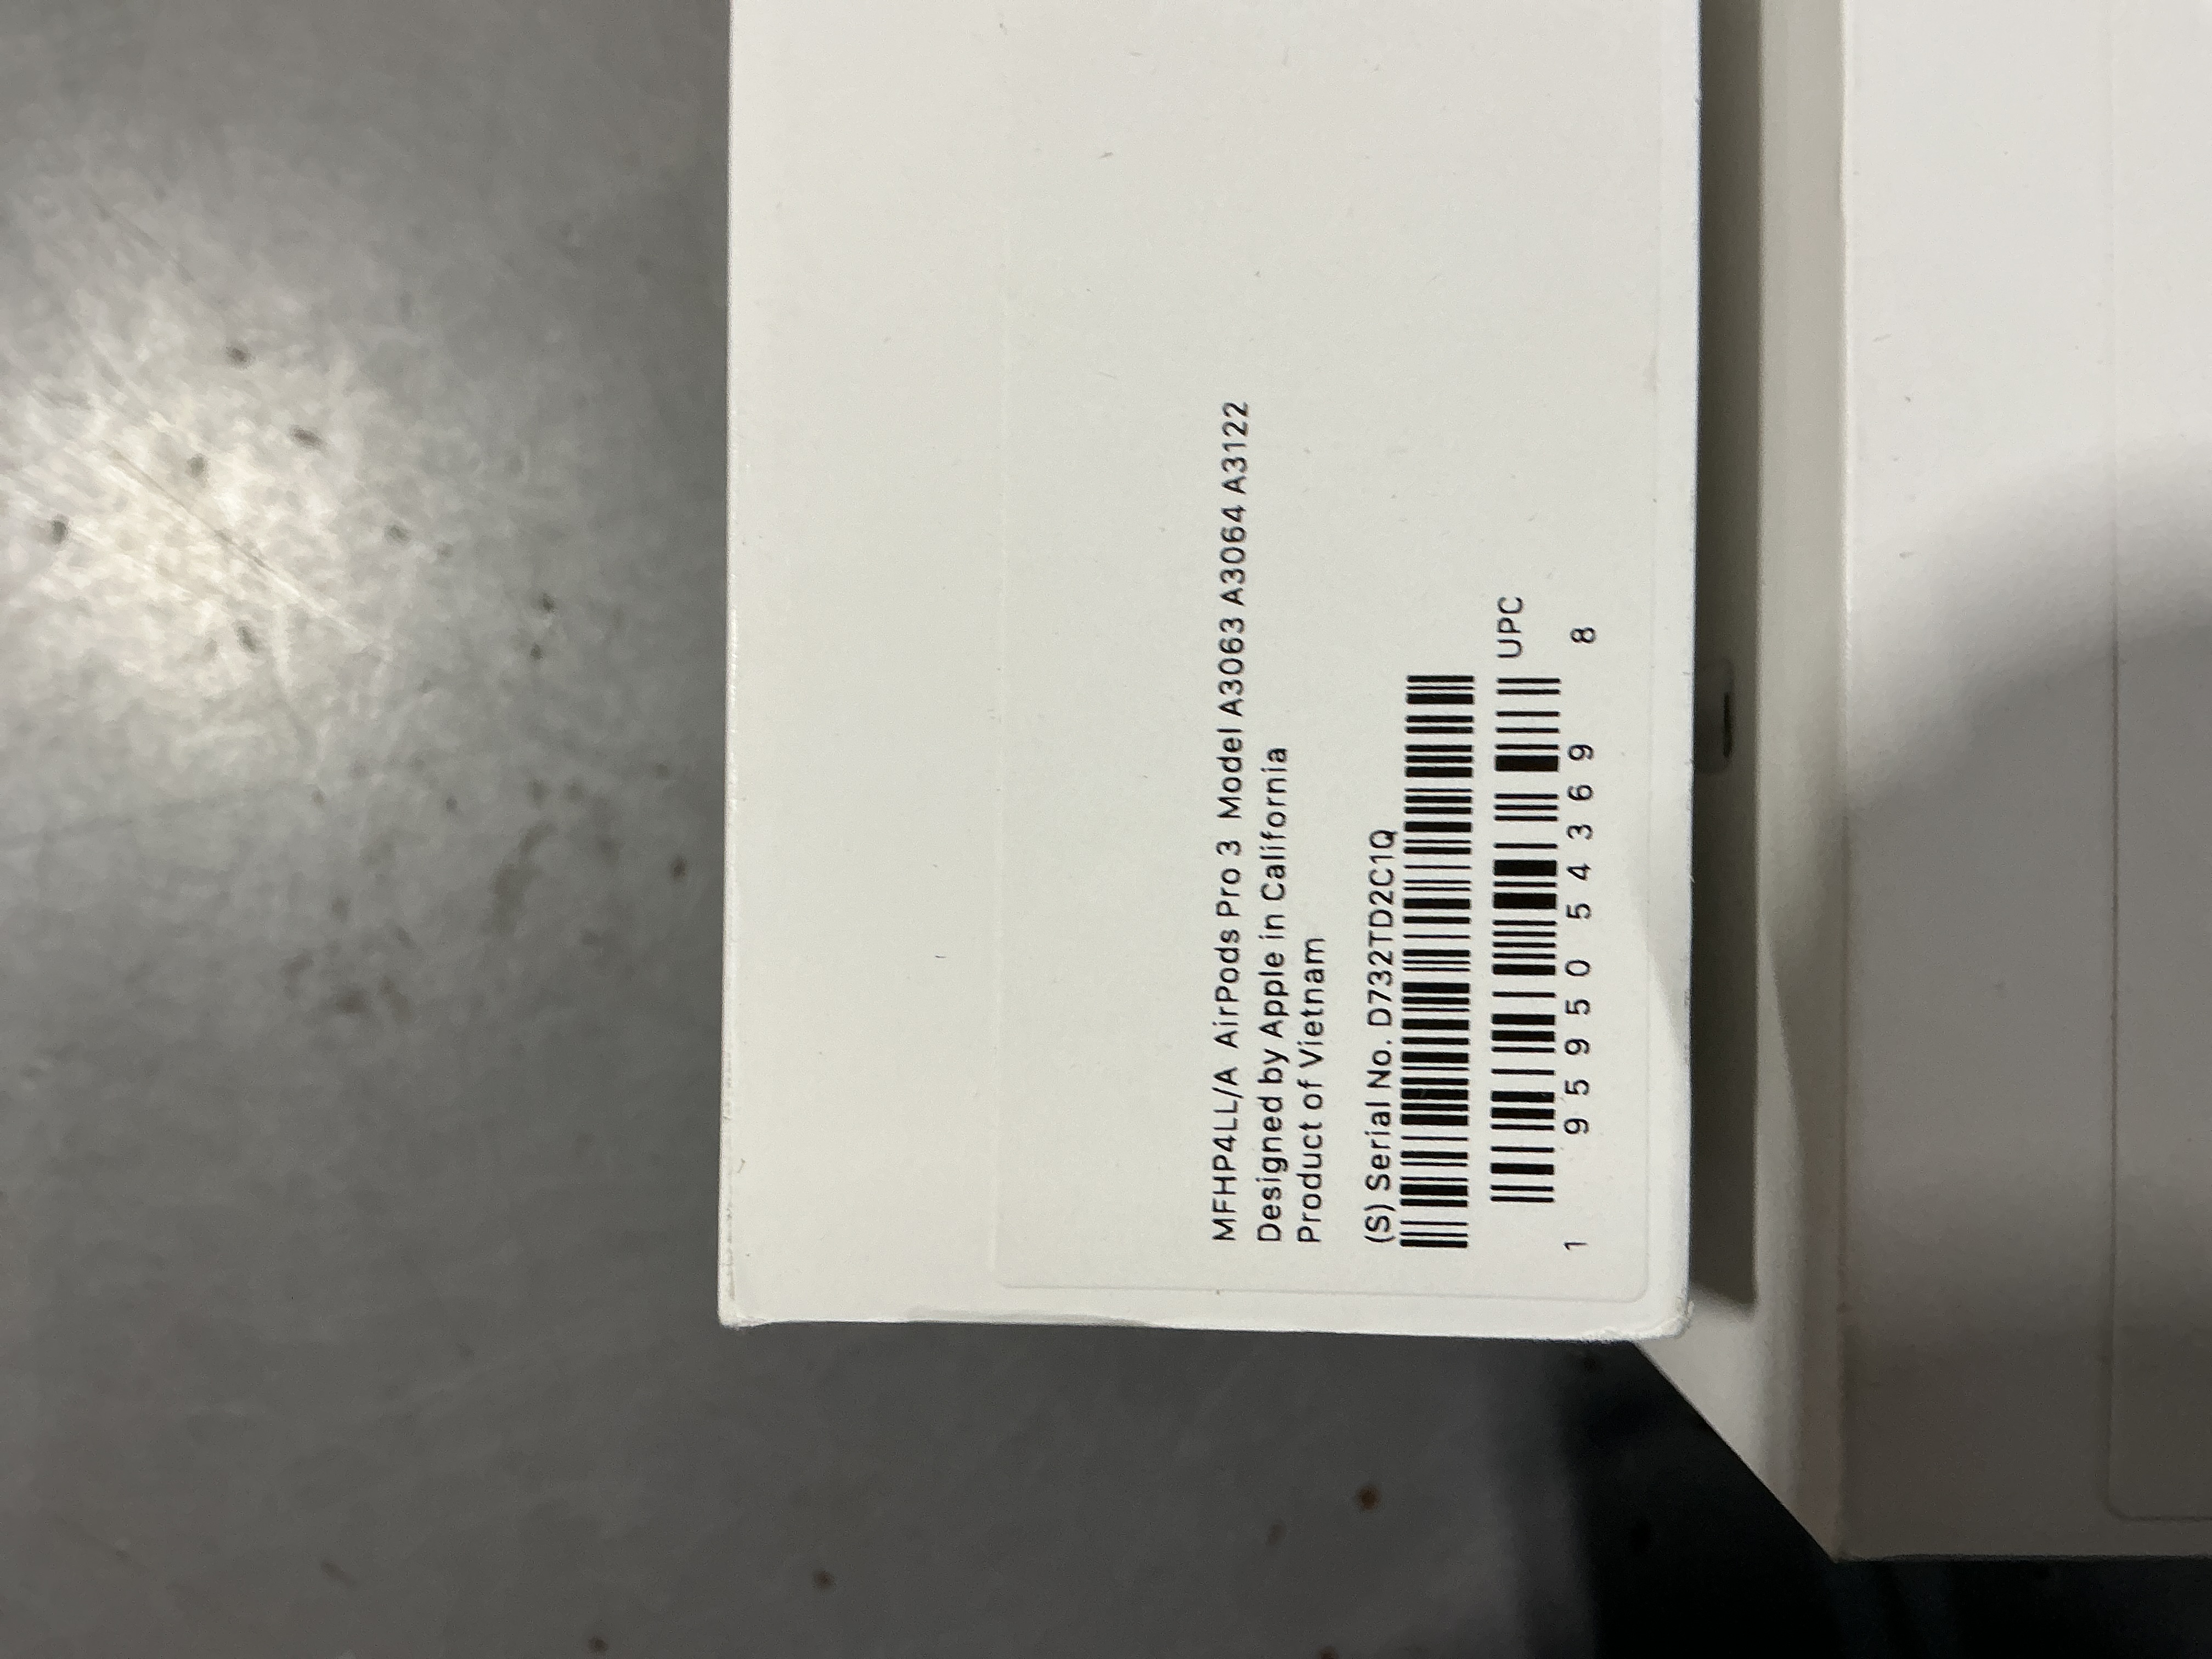 MFHP4LL/A AirPods Pro 3 Model A3063 A3064 A3122
Designed by Apple in California
Product of Vietnam
(S) Serial No. D732TD2C1Q
UPC
1 95950 54369 8